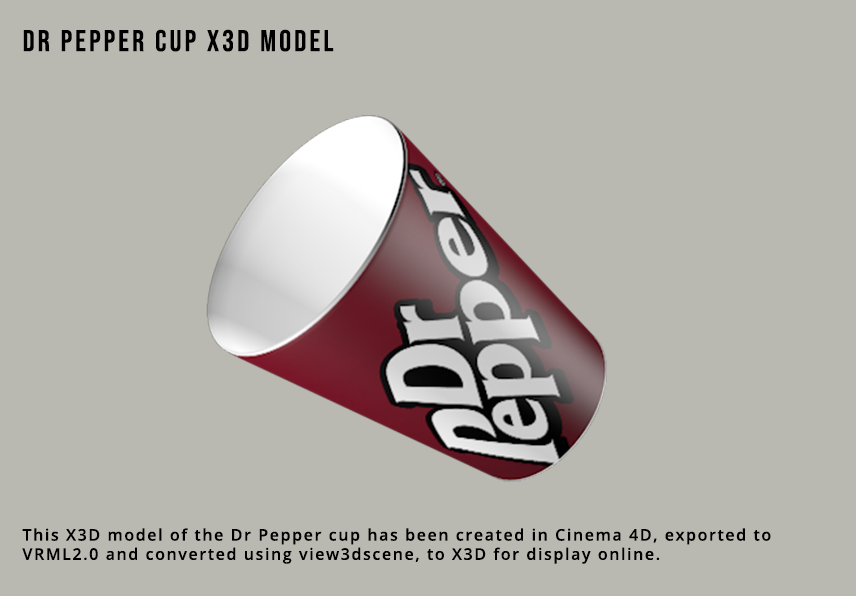 DR PEPPER CUP X3D MODEL
Dr
Pepper
This X3D model of the Dr Pepper cup has been created in Cinema 4D, exported to
VRML2.0 and converted using view3dscene, to X3D for display online.